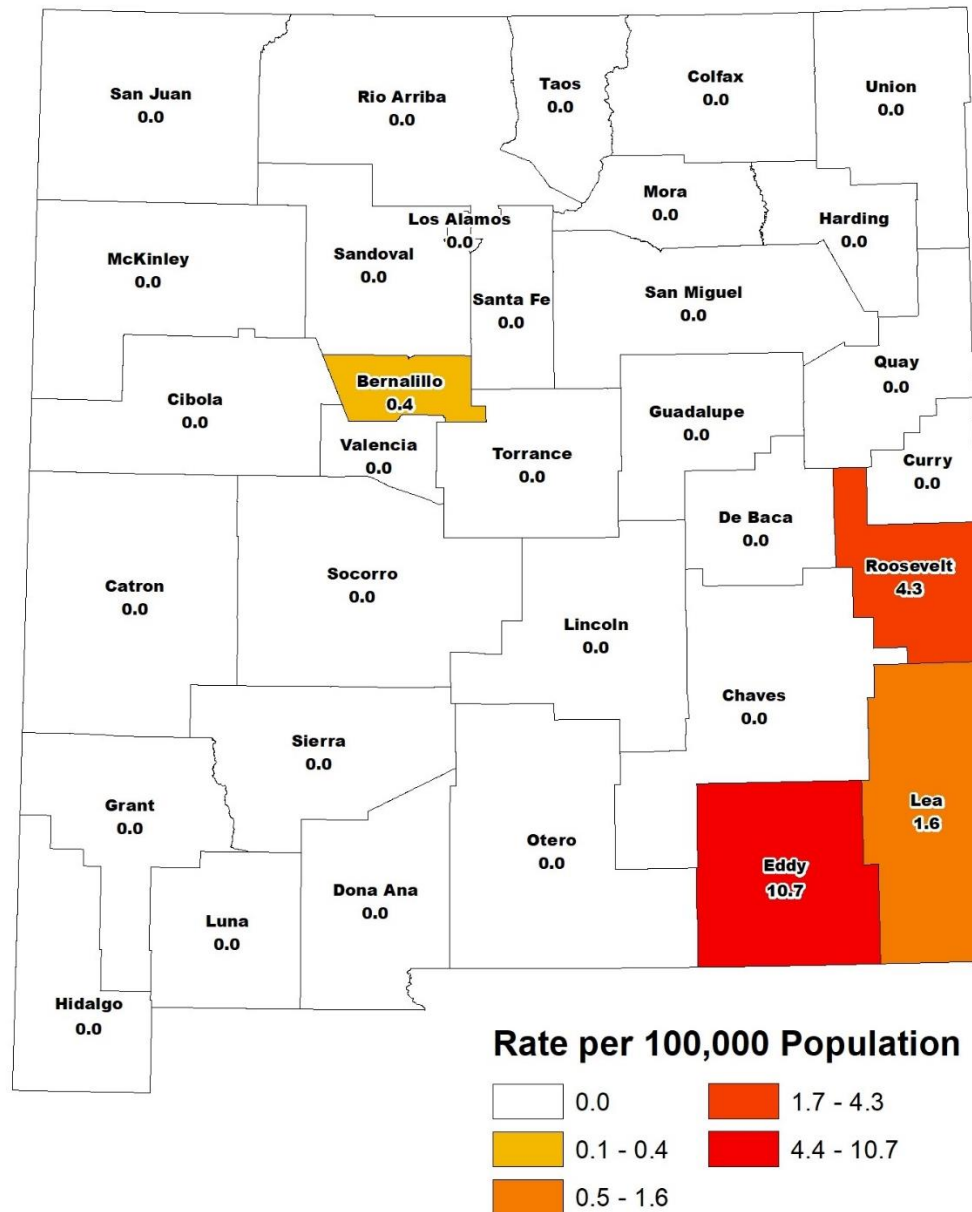 San Juan
0.0
Rio Arriba
0.0
Taos
0.0
Colfax
0.0
Union
0.0
Mora
0.0
Harding
0.0
Los Alamos
0.0
McKinley
0.0
Sandoval
0.0
Santa Fe
0.0
San Miguel
0.0
Quay
0.0
Cibola
0.0
Bernalillo
0.4
Guadalupe
0.0
Valencia
0.0
Torrance
0.0
Curry
0.0
De Baca
0.0
Roosevelt
4.3
Catron
0.0
Socorro
0.0
Lincoln
0.0
Chaves
0.0
Sierra
0.0
Grant
0.0
Otero
0.0
Lea
1.6
Eddy
10.7
Dona Ana
0.0
Luna
0.0
Hidalgo
0.0
Rate per 100,000 Population
0.0
0.1 - 0.4
0.5 - 1.6
1.7 - 4.3
4.4 - 10.7